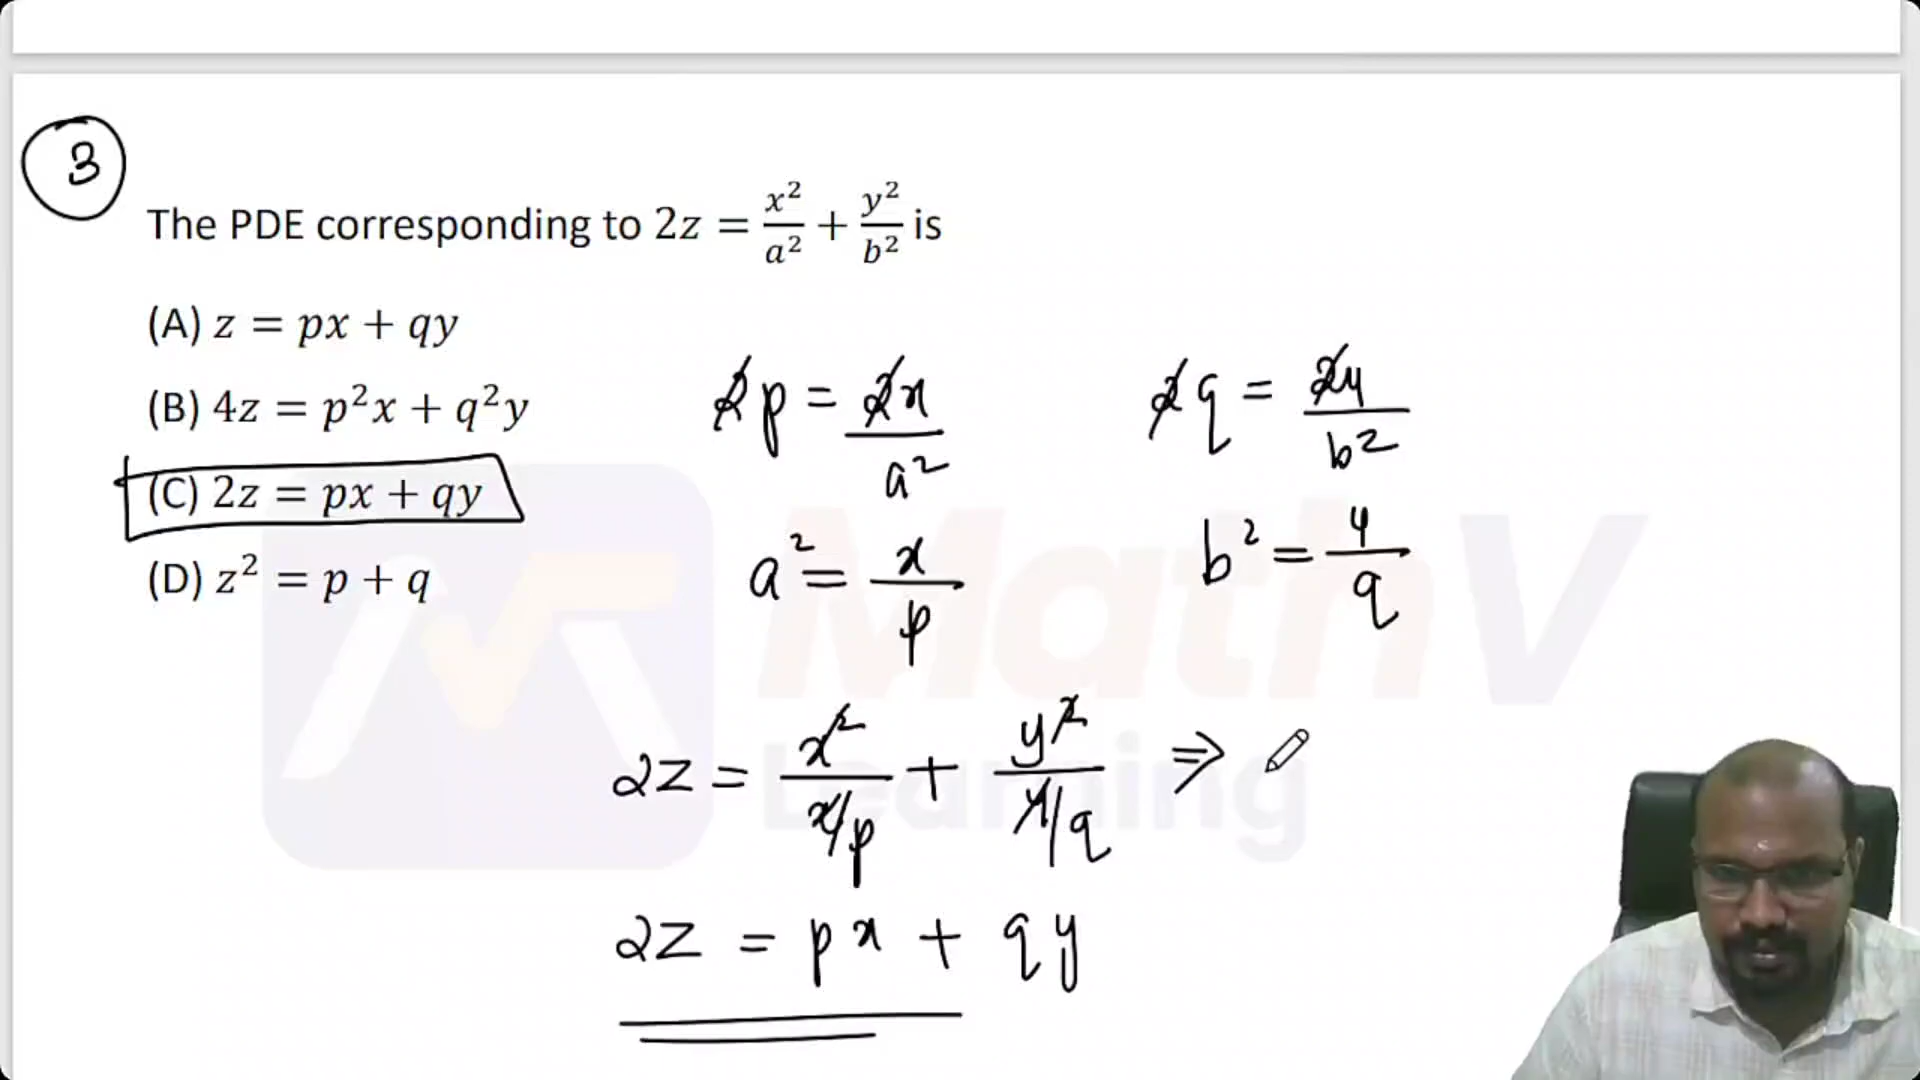 3
The PDE corresponding to 2z = x²/a² + y²/b² is
(A) z = px + qy
(B) 4z = p²x + q²y
(C) 2z = px + qy
(D) z² = p + q
2p = 2x/a²
2q = 2y/b²
a² = x/p
b² = y/q
2z = x²/x/p + y²/y/q ⇒
2z = px + qy
MathV
Learning